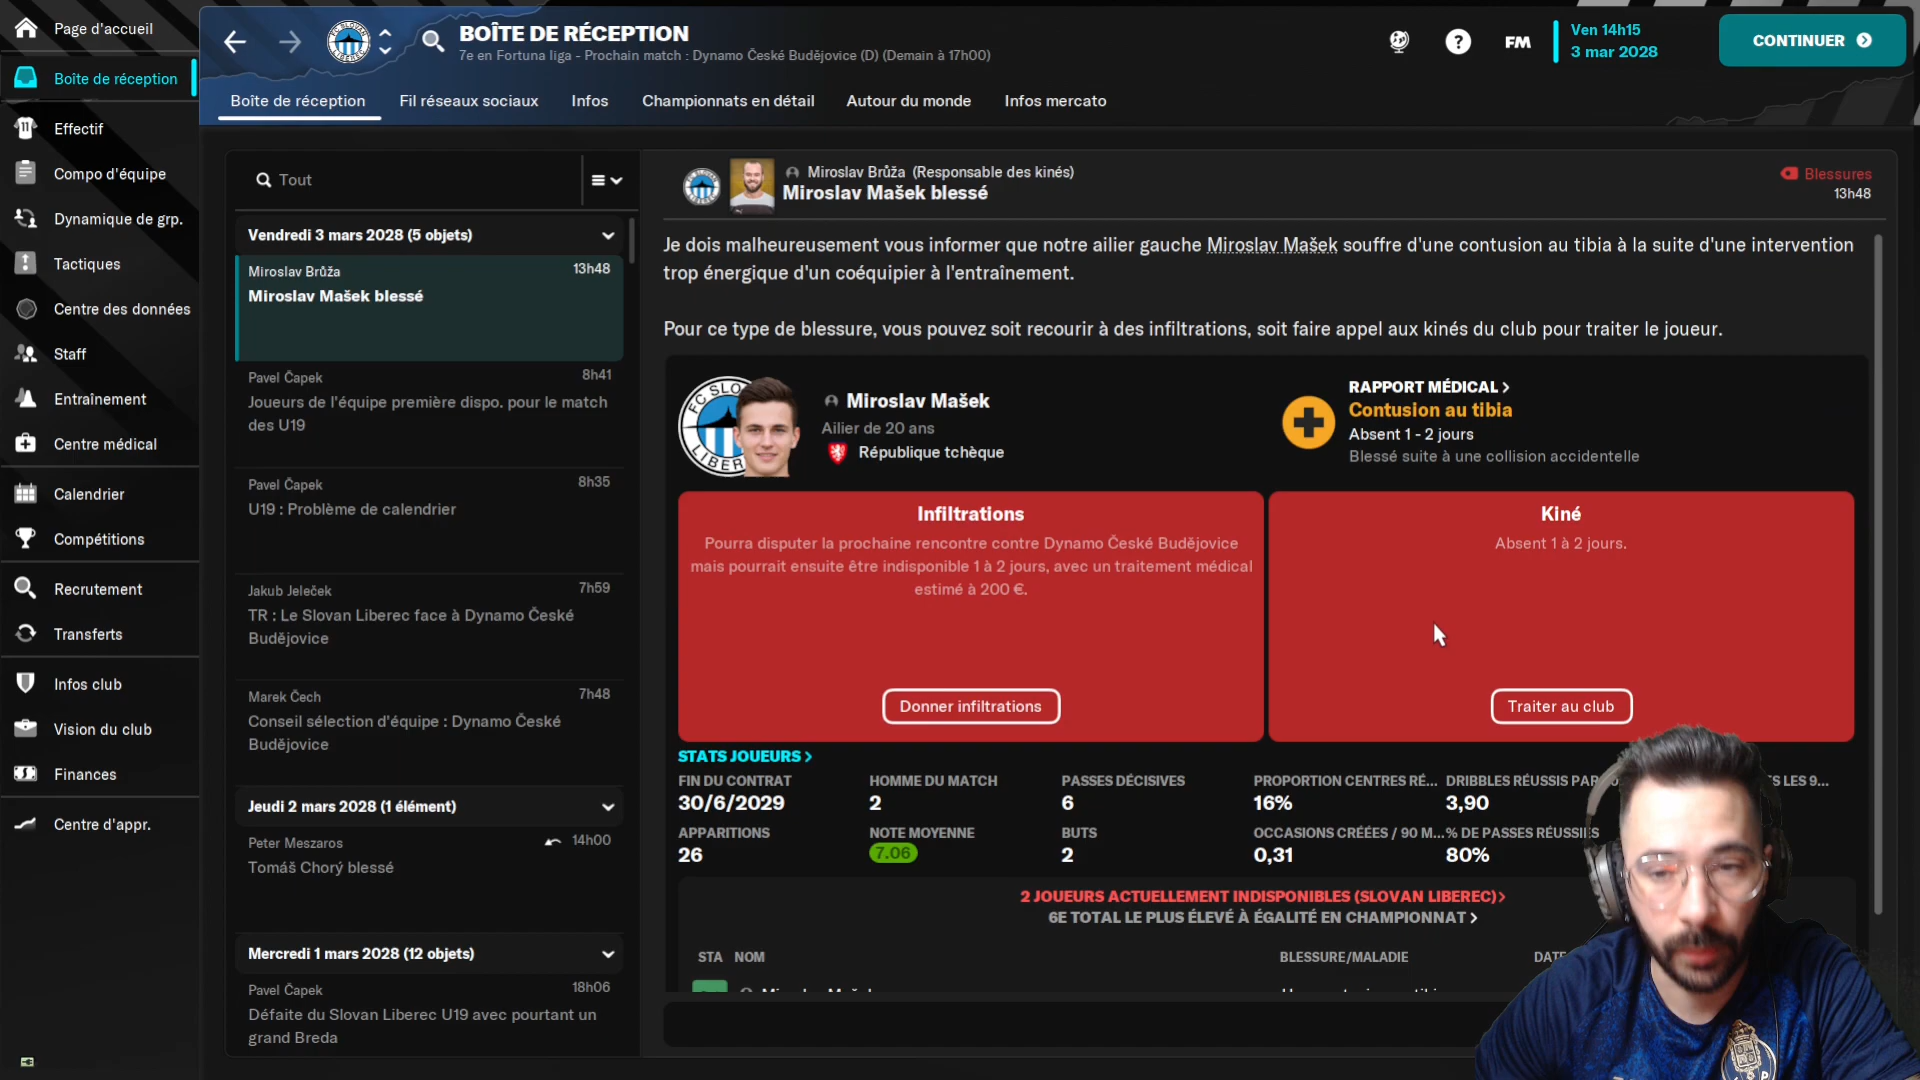 Page d'accueil
Boîte de réception
Effectif
Compo d'équipe
Dynamique de grp.
Tactiques
Centre des données
Staff
Entraînement
Centre médical
Calendrier
Compétitions
Recrutement
Transferts
Infos club
Vision du club
Finances
Centre d'appr.
BOÎTE DE RÉCEPTION
7e en Fortuna liga - Prochain match : Dynamo České Budějovice (D) (Demain à 17h00)
FM
Ven 14h15
3 mar 2028
CONTINUER
Boîte de réception
Fil réseaux sociaux
Infos
Championnats en détail
Autour du monde
Infos mercato
Tout
Vendredi 3 mars 2028 (5 objets)
Miroslav Brůža 13h48
Miroslav Mašek blessé
Pavel Čapek 8h41
Joueurs de l'équipe première dispo. pour le match
des U19
Pavel Čapek 8h35
U19 : Problème de calendrier
Jakub Jeleček 7h59
TR : Le Slovan Liberec face à Dynamo České
Budějovice
Marek Čech 7h48
Conseil sélection d'équipe : Dynamo České
Budějovice
Jeudi 2 mars 2028 (1 élément)
Peter Meszaros 14h00
Tomáš Chorý blessé
Mercredi 1 mars 2028 (12 objets)
Pavel Čapek 18h06
Défaite du Slovan Liberec U19 avec pourtant un
grand Breda
Miroslav Brůža (Responsable des kinés)
Miroslav Mašek blessé
Blessures
13h48
Je dois malheureusement vous informer que notre ailier gauche Miroslav Mašek souffre d'une contusion au tibia à la suite d'une intervention
trop énergique d'un coéquipier à l'entraînement.
Pour ce type de blessure, vous pouvez soit recourir à des infiltrations, soit faire appel aux kinés du club pour traiter le joueur.
Miroslav Mašek
Ailier de 20 ans
République tchèque
RAPPORT MÉDICAL
Contusion au tibia
Absent 1 - 2 jours
Blessé suite à une collision accidentelle
Infiltrations
Pourra disputer la prochaine rencontre contre Dynamo České Budějovice
mais pourrait ensuite être indisponible 1 à 2 jours, avec un traitement médical
estimé à 200 €.
Donner infiltrations
Kiné
Absent 1 à 2 jours.
Traiter au club
STATS JOUEURS
FIN DU CONTRAT HOMME DU MATCH PASSES DÉCISIVES PROPORTION CENTRES RÉ... DRIBBLES RÉUSSIS PAR LES 9...
30/6/2029 2 6 16% 3,90
APPARITIONS NOTE MOYENNE BUTS OCCASIONS CRÉÉES / 90 M... % DE PASSES RÉUSSIES
26 7.06 2 0,31 80%
2 JOUEURS ACTUELLEMENT INDISPONIBLES (SLOVAN LIBEREC)
6E TOTAL LE PLUS ÉLEVÉ À ÉGALITÉ EN CHAMPIONNAT
STA NOM BLESSURE/MALADIE DATE